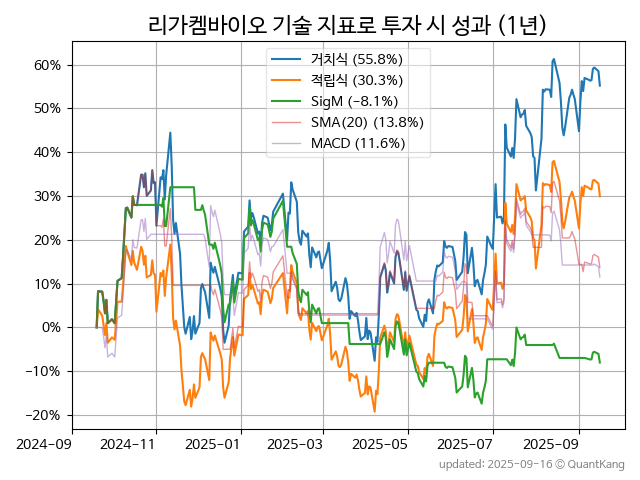 리가켐바이오 기술 지표로 투자 시 성과 (1년)
거치식 (55.8%)
적립식 (30.3%)
SigM (−8.1%)
SMA(20) (13.8%)
MACD (11.6%)
60%
50%
40%
30%
20%
10%
0%
−10%
−20%
2024-09 2024-11 2025-01 2025-03 2025-05 2025-07 2025-09
updated: 2025-09-16 ⓒ QuantKang